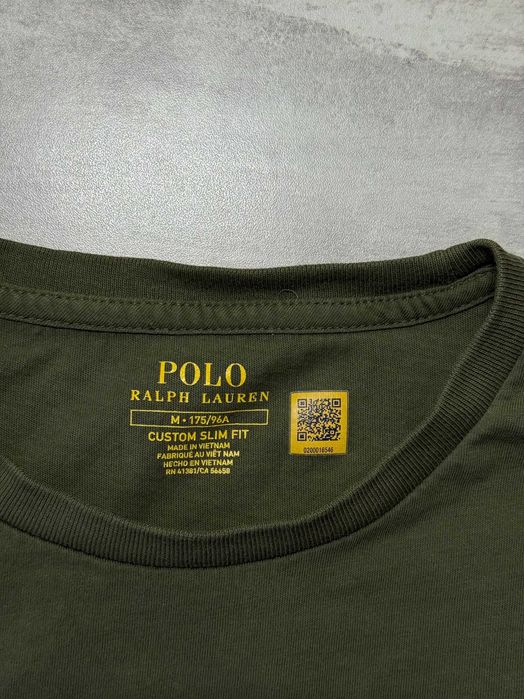 POLO
RALPH LAUREN
M • 175/96A
CUSTOM SLIM FIT
MADE IN VIETNAM
FABRIQUÉ AU VIÊT NAM
HECHO EN VIETNAM
RN 41381/CA 56658
0200016546